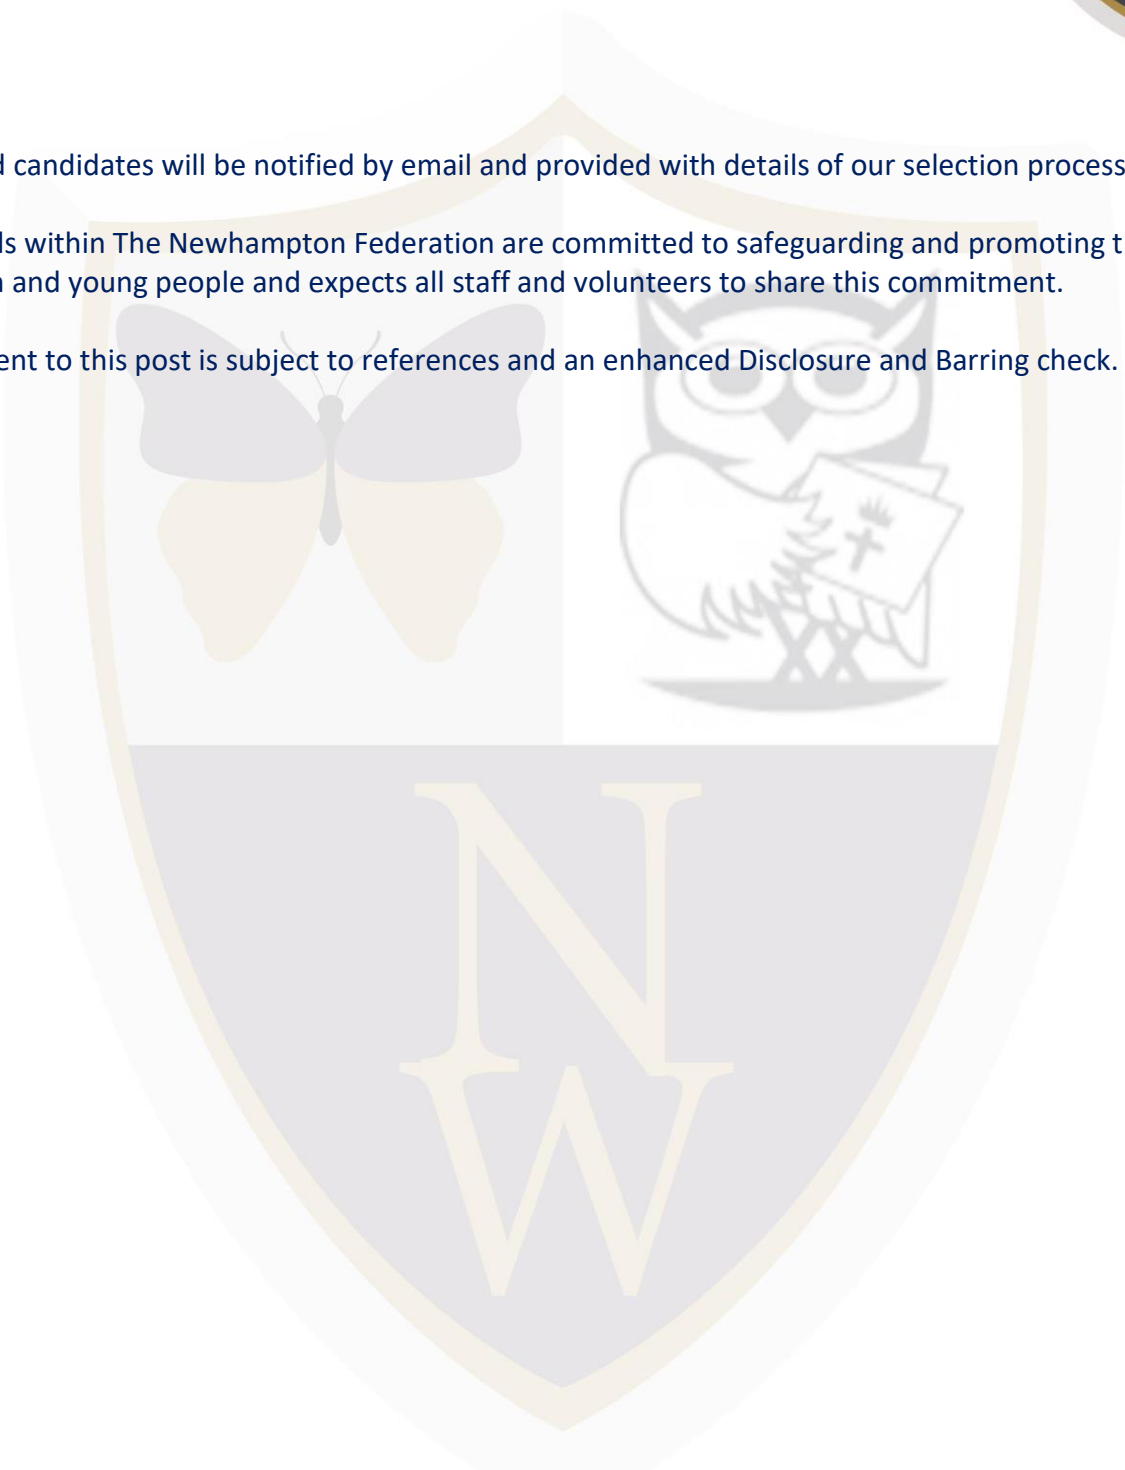 candidates will be notified by email and provided with details of our selection process
within The Newhampton Federation are committed to safeguarding and promoting
and young people and expects all staff and volunteers to share this commitment.
to this post is subject to references and an enhanced Disclosure and Barring check.
N
W